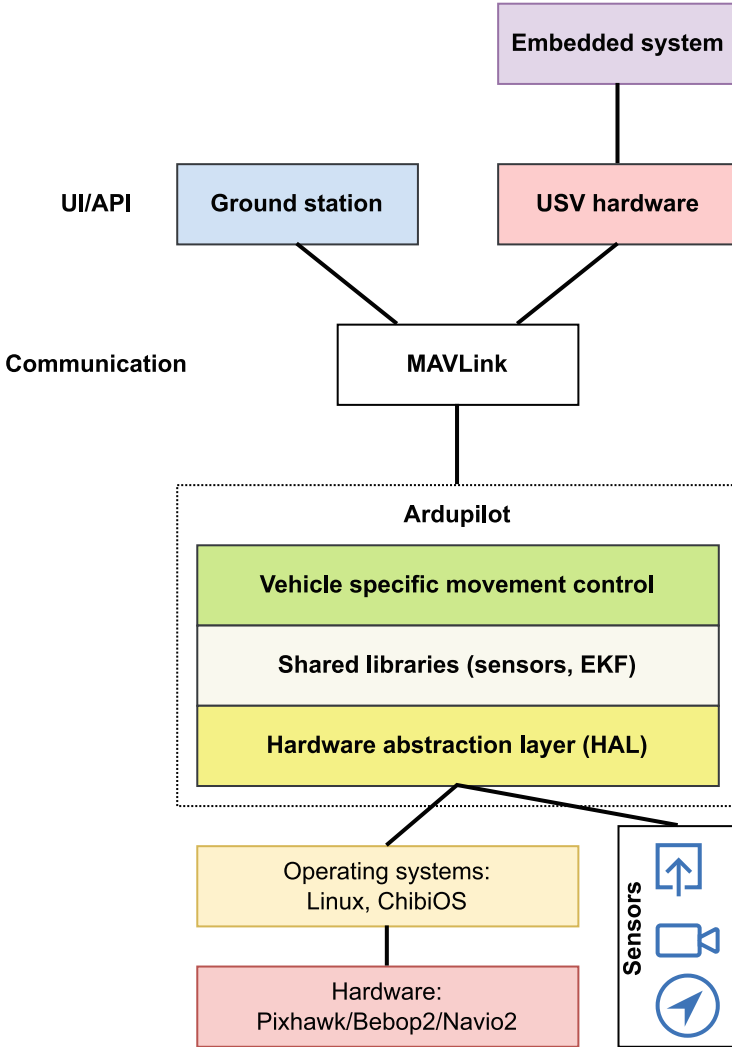 Embedded system
UI/API
Ground station
USV hardware
Communication
MAVLink
Ardupilot
Vehicle specific movement control
Shared libraries (sensors, EKF)
Hardware abstraction layer (HAL)
Operating systems:
Linux, ChibiOS
Sensors
Hardware:
Pixhawk/Bebop2/Navio2